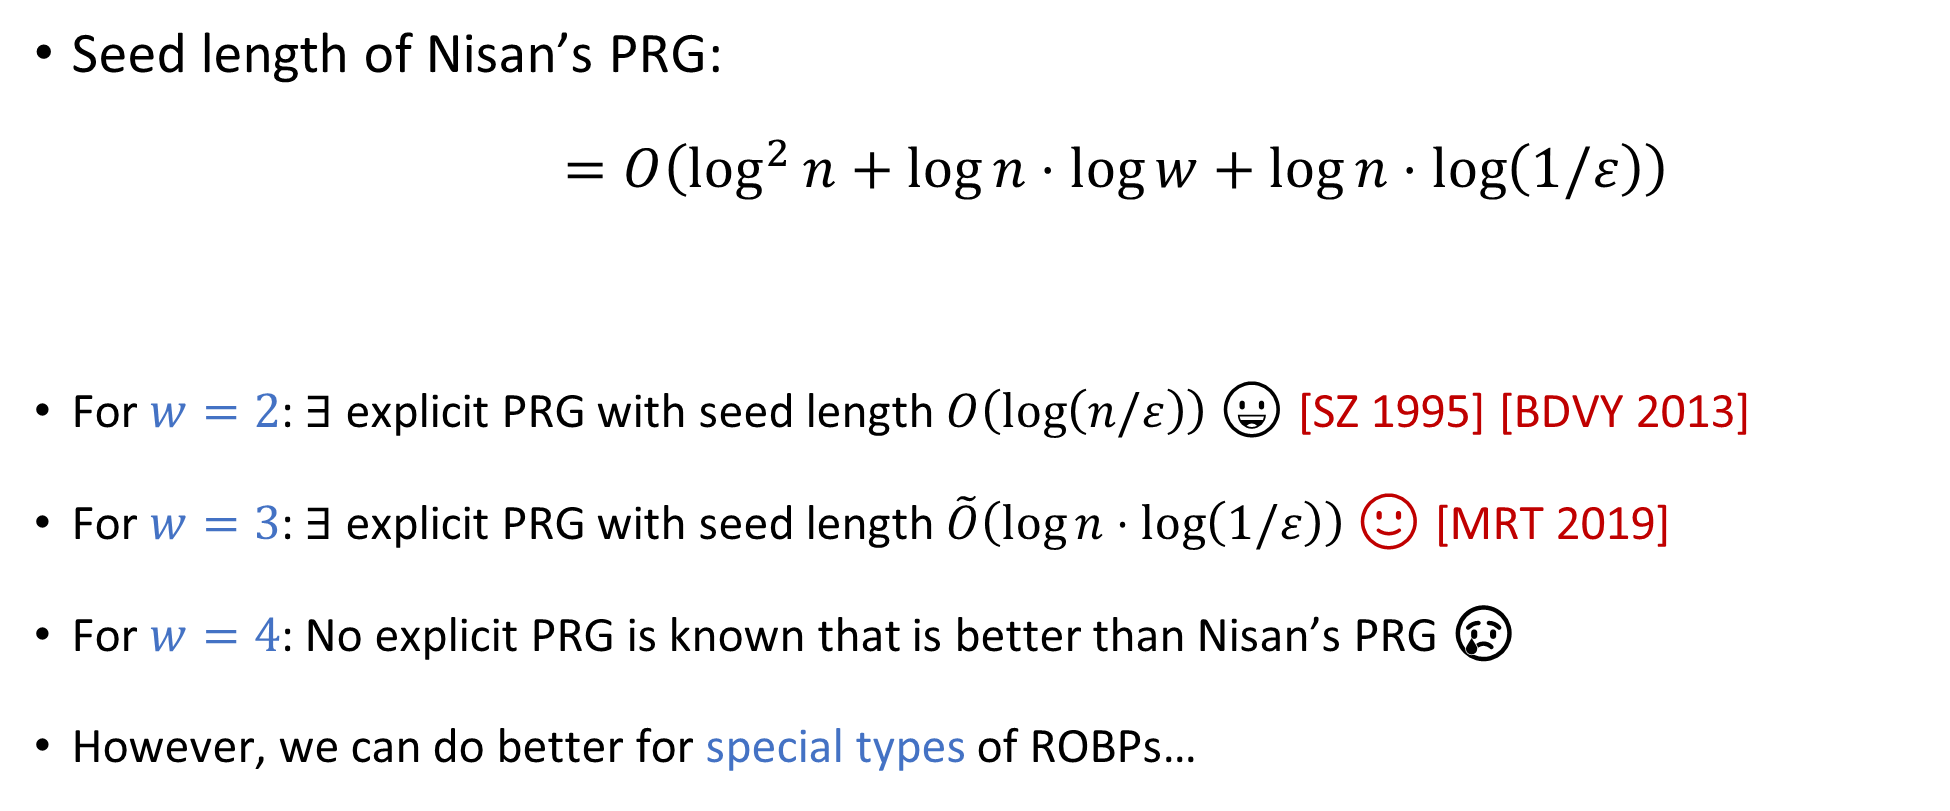 • Seed length of Nisan’s PRG:
= O(log² n + log n · log w + log n · log(1/ε))
• For w = 2: ∃ explicit PRG with seed length O(log(n/ε)) 😀 [SZ 1995] [BDVY 2013]
• For w = 3: ∃ explicit PRG with seed length Õ(log n · log(1/ε)) 🙂 [MRT 2019]
• For w = 4: No explicit PRG is known that is better than Nisan’s PRG 😢
• However, we can do better for special types of ROBPs…